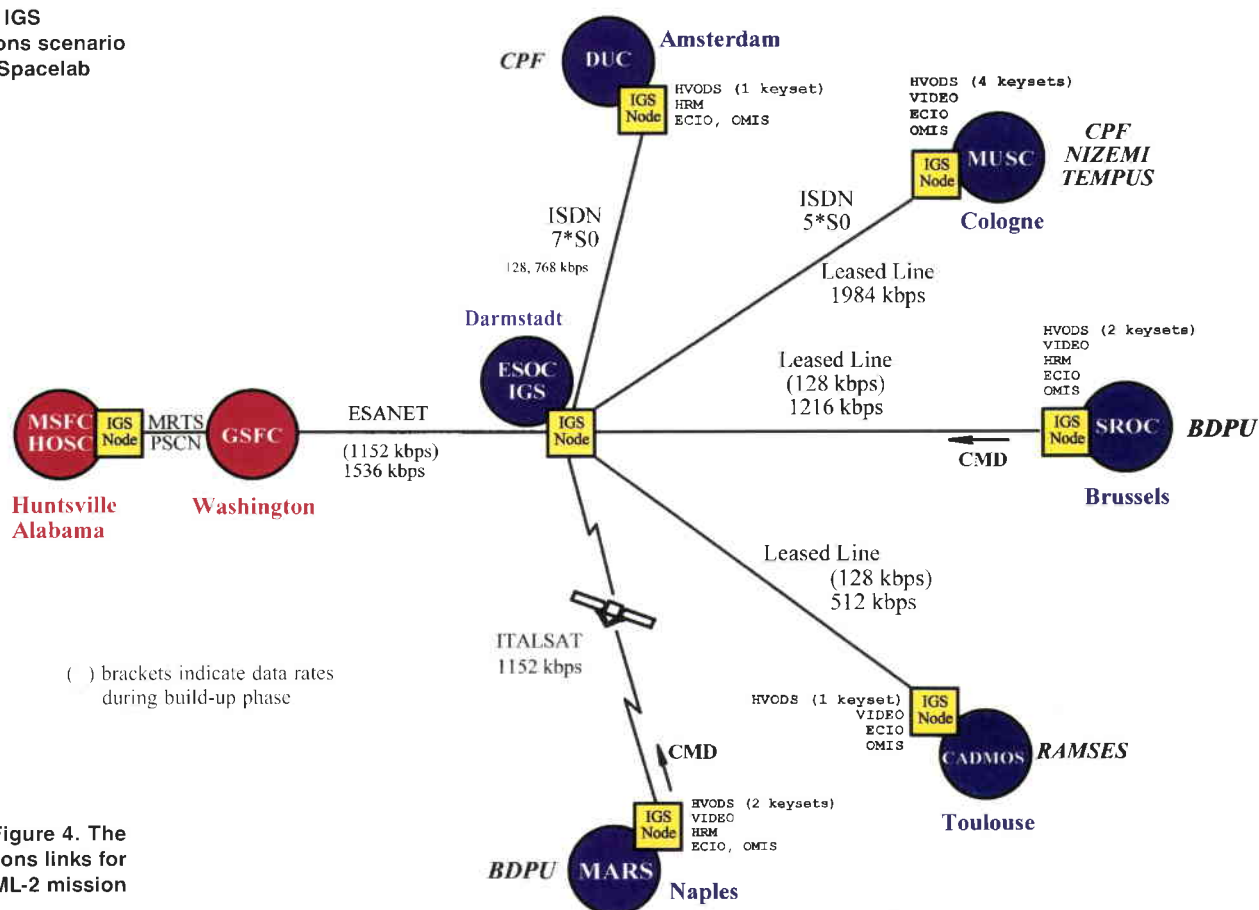 IGS
ons scenario
Spacelab
Amsterdam
CPF
DUC
IGS
Node
HVODS (1 keyset)
HRM
ECIO, OMIS
HVODS (4 keysets)
VIDEO
ECIO
OMIS
IGS
Node
MUSC
CPF
NIZEMI
TEMPUS
Cologne
ISDN
7*S0
128, 768 kbps
ISDN
5*S0
Leased Line
1984 kbps
Darmstadt
ESOC
IGS
IGS
Node
Leased Line
(128 kbps)
1216 kbps
HVODS (2 keysets)
VIDEO
HRM
ECIO
OMIS
IGS
Node
SROC
BDPU
CMD
Brussels
MSFC
HOSC
IGS
Node
MRTS
PSCN
GSFC
ESANET
(1152 kbps)
1536 kbps
Huntsville
Alabama
Washington
Leased Line
(128 kbps)
512 kbps
ITALSAT
1152 kbps
( ) brackets indicate data rates
during build-up phase
HVODS (1 keyset)
VIDEO
ECIO
OMIS
IGS
Node
CADMOS
RAMSES
Toulouse
CMD
IGS
Node
HVODS (2 keysets)
VIDEO
HRM
ECIO, OMIS
BDPU
MARS
Naples
Figure 4. The
ons links for
ML-2 mission